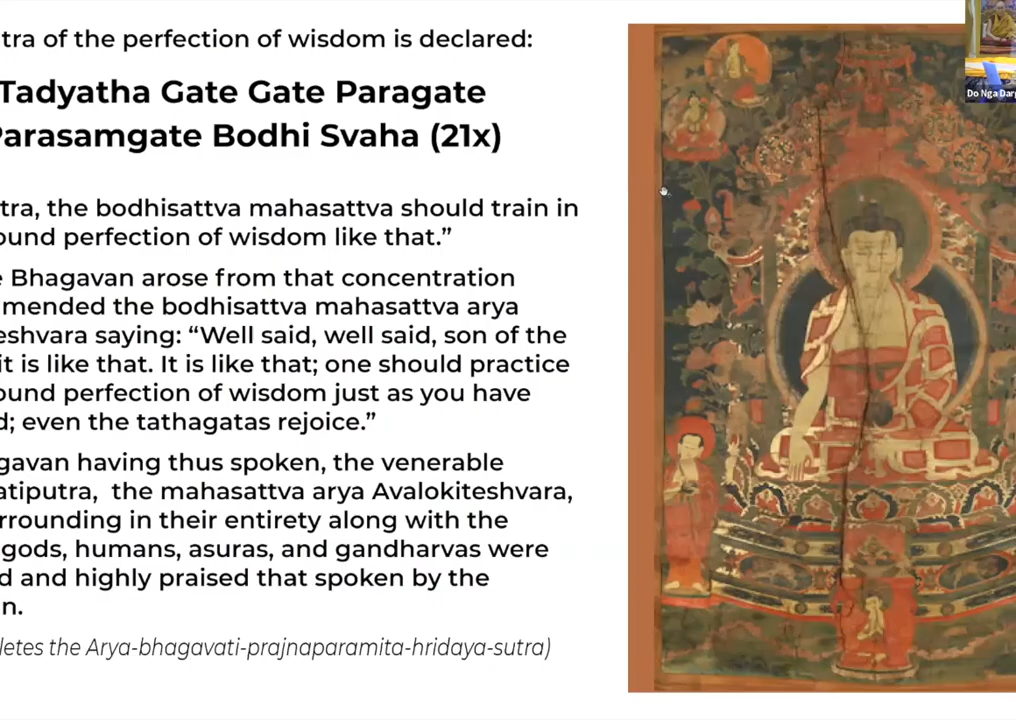 tra of the perfection of wisdom is declared:
Tadyatha Gate Gate Paragate
Parasamgate Bodhi Svaha (21x)
tra, the bodhisattva mahasattva should train in
ound perfection of wisdom like that.”
e Bhagavan arose from that concentration
mended the bodhisattva mahasattva arya
eshvara saying: “Well said, well said, son of the
it is like that. It is like that; one should practice
ound perfection of wisdom just as you have
d; even the tathagatas rejoice.”
gavan having thus spoken, the venerable
atiputra, the mahasattva arya Avalokiteshvara,
rrounding in their entirety along with the
gods, humans, asuras, and gandharvas were
d and highly praised that spoken by the
n.
letes the Arya-bhagavati-prajnaparamita-hridaya-sutra)
Do Nga Darg